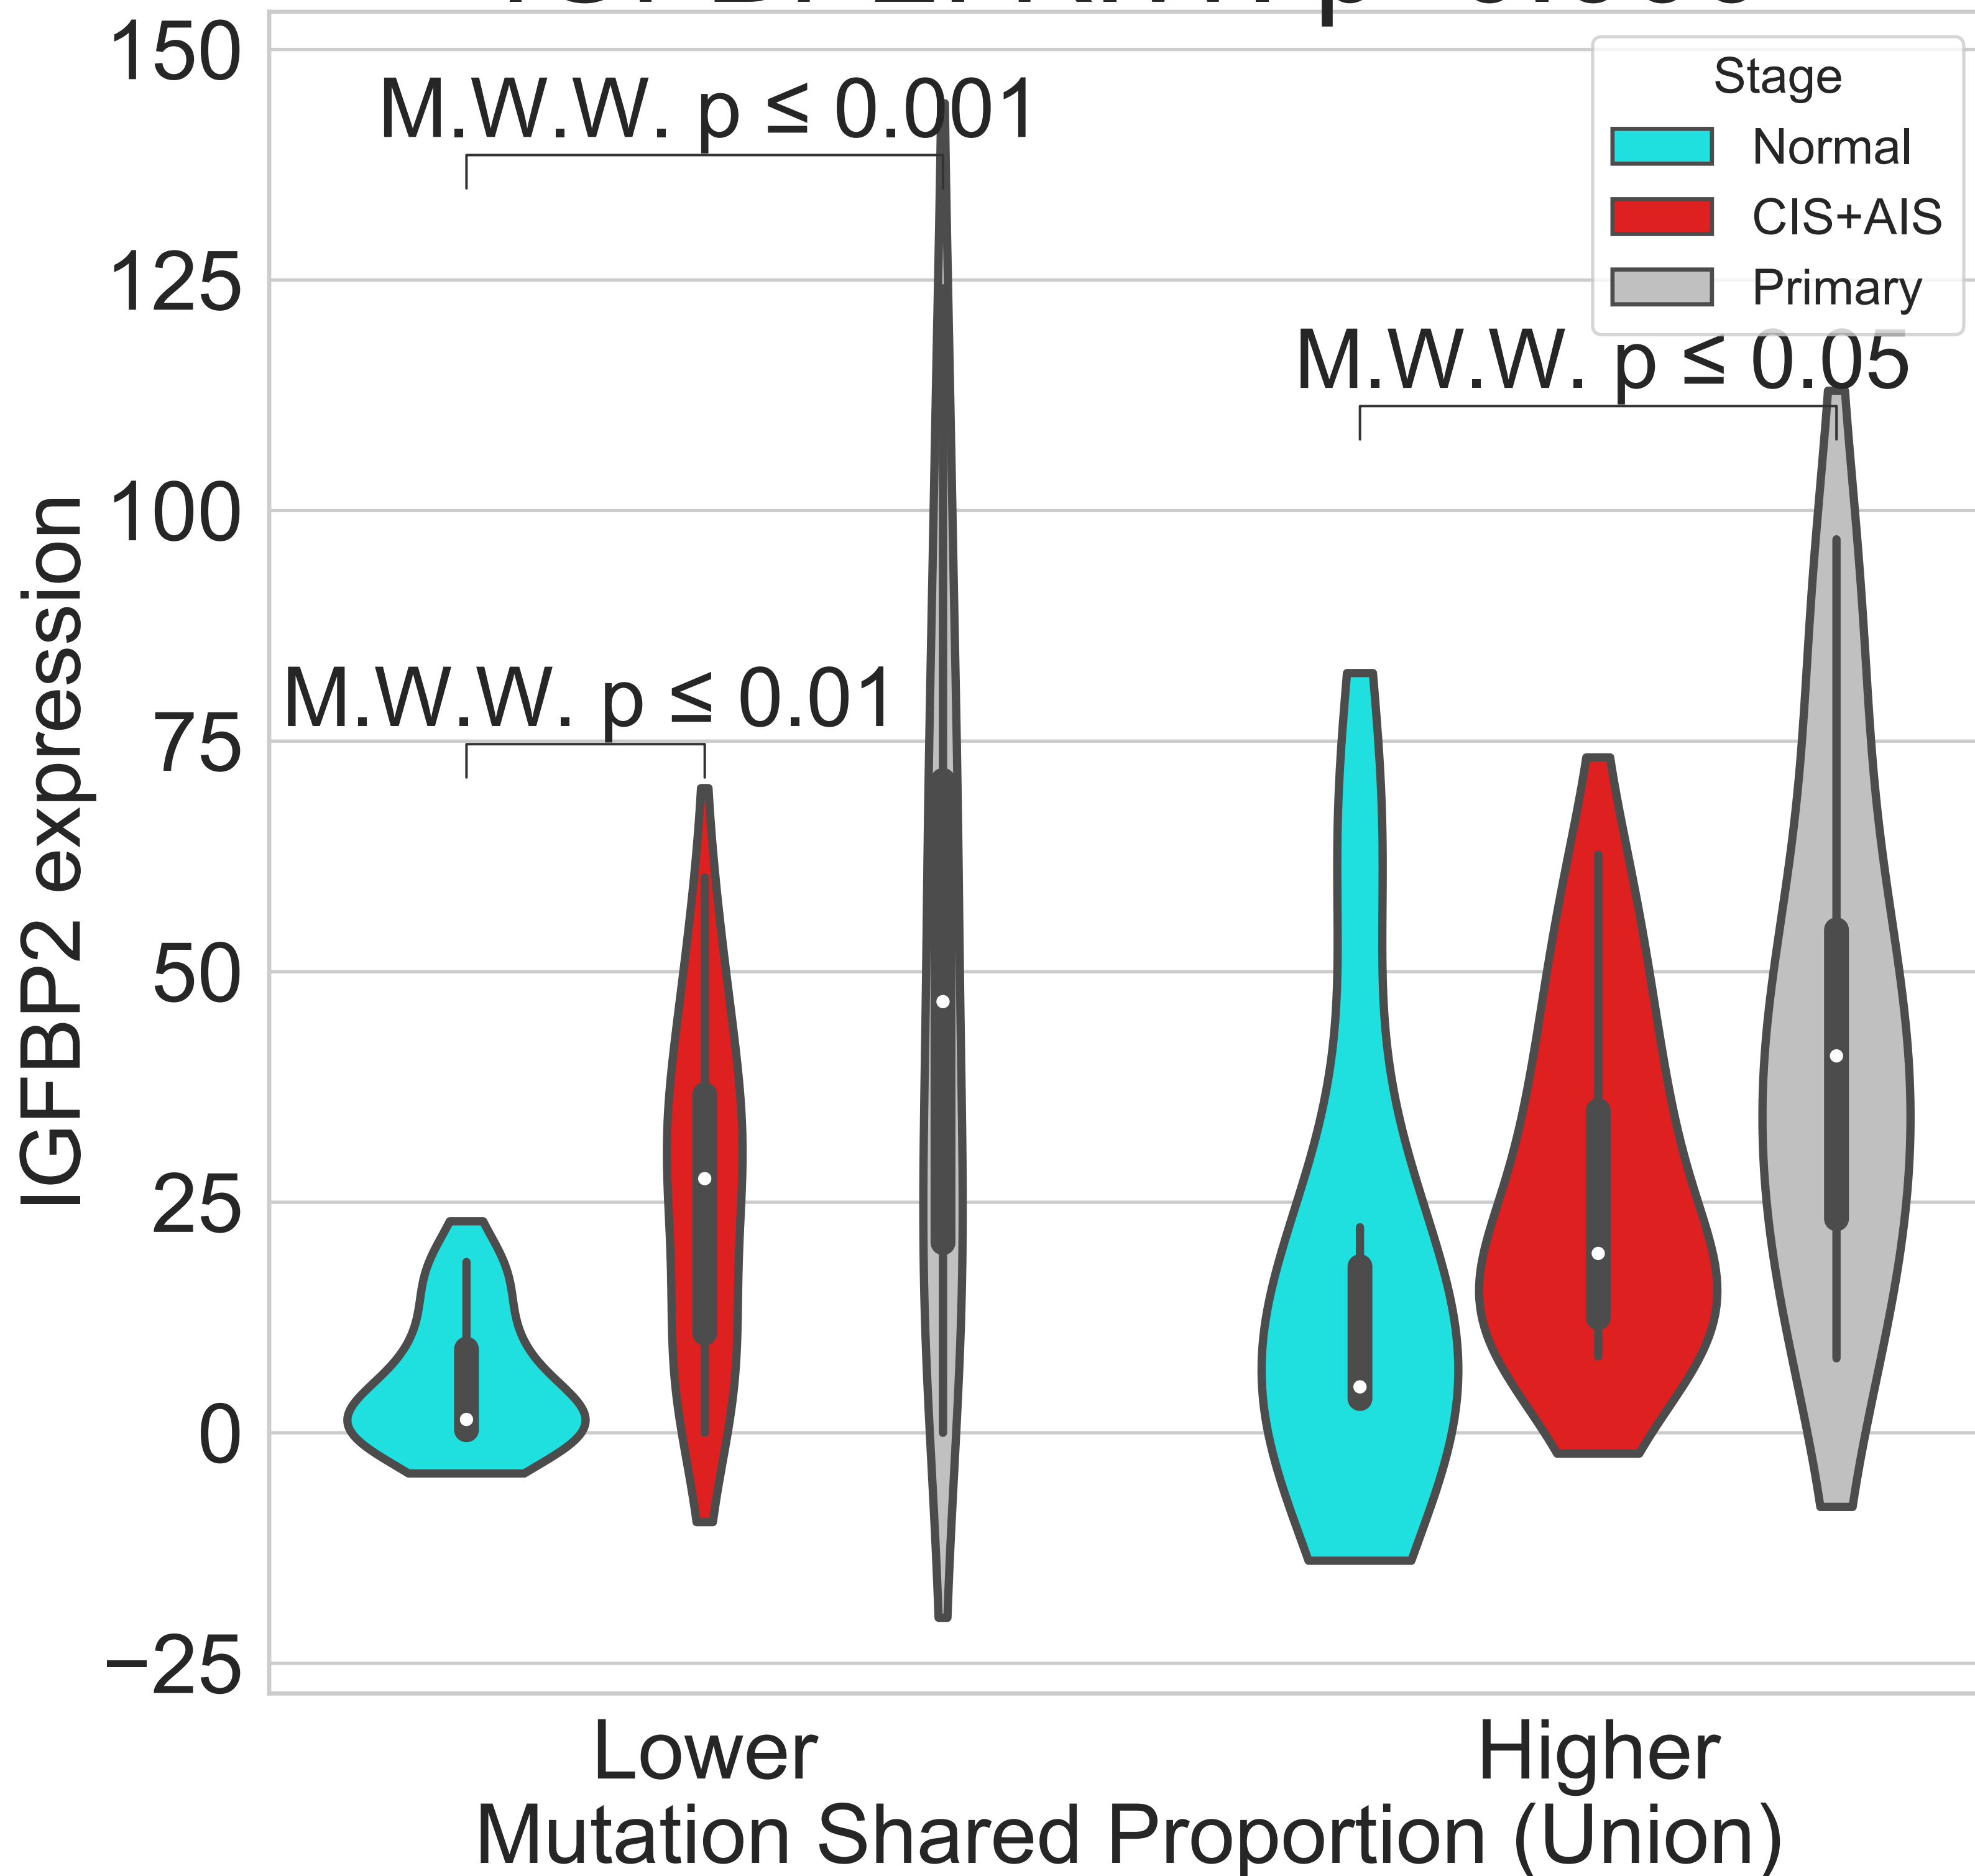 150
125
100
75
50
25
0
−25
IGFBP2 expression
M.W.W. p ≤ 0.001
M.W.W. p ≤ 0.01
M.W.W. p ≤ 0.05
Stage
Normal
CIS+AIS
Primary
Lower
Higher
Mutation Shared Proportion (Union)